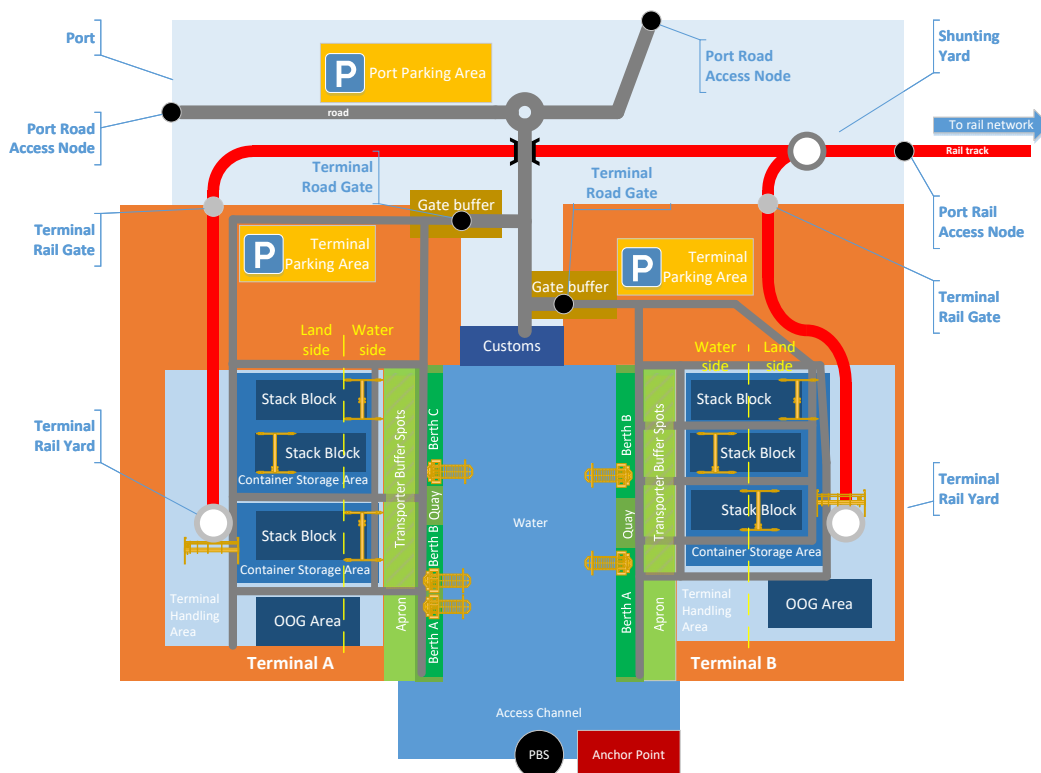 Port
Port Road
Access Node
Shunting
Yard
P
Port Parking Area
road
To rail network
Rail track
Port Road
Access Node
Terminal
Road Gate
Terminal
Road Gate
Gate buffer
Terminal
Rail Gate
Port Rail
Access Node
P
Terminal
Parking Area
P
Terminal
Parking Area
Gate buffer
Terminal
Rail Gate
Customs
Land
side
Water
side
Water
side
Land
side
Stack Block
Stack Block
Container Storage Area
Stack Block
Container Storage Area
Transporter Buffer Spots
Apron
Berth C
Quay
Berth B
Berth A
Water
Berth B
Quay
Berth A
Transporter Buffer Spots
Apron
Stack Block
Stack Block
Stack Block
Container Storage Area
Terminal
Rail Yard
Terminal
Rail Yard
Terminal
Handling
Area
OOG Area
Terminal
Handling
Area
OOG Area
Terminal A
Terminal B
Access Channel
PBS
Anchor Point